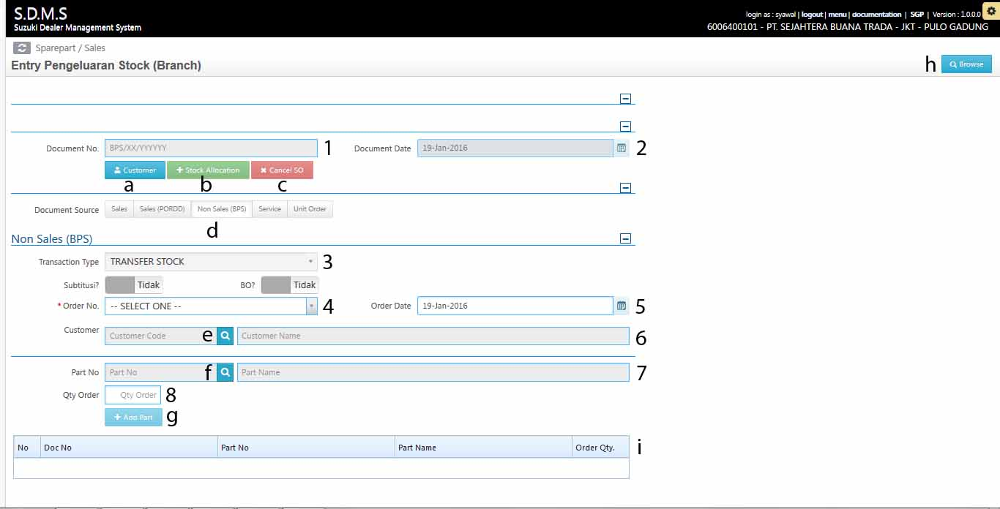 S.D.M.S
Suzuki Dealer Management System
login as : syawal | logout | menu | documentation | SGP | Version : 1.0.0.0
6006400101 - PT. SEJAHTERA BUANA TRADA - JKT - PULO GADUNG
Sparepart / Sales
Entry Pengeluaran Stock (Branch)
h Browse
Document No. BPS/XX/YYYYYY 1 Document Date 19-Jan-2016 2
Customer Stock Allocation Cancel SO
a b c
Document Source Sales Sales (PORDD) Non Sales (BPS) Service Unit Order
d
Non Sales (BPS)
Transaction Type TRANSFER STOCK 3
Subtitusi? Tidak BO? Tidak
* Order No. -- SELECT ONE -- 4 Order Date 19-Jan-2016 5
Customer Customer Code e Customer Name 6
Part No Part No f Part Name 7
Qty Order Qty Order 8
+ Add Part g
No Doc No Part No Part Name Order Qty. i